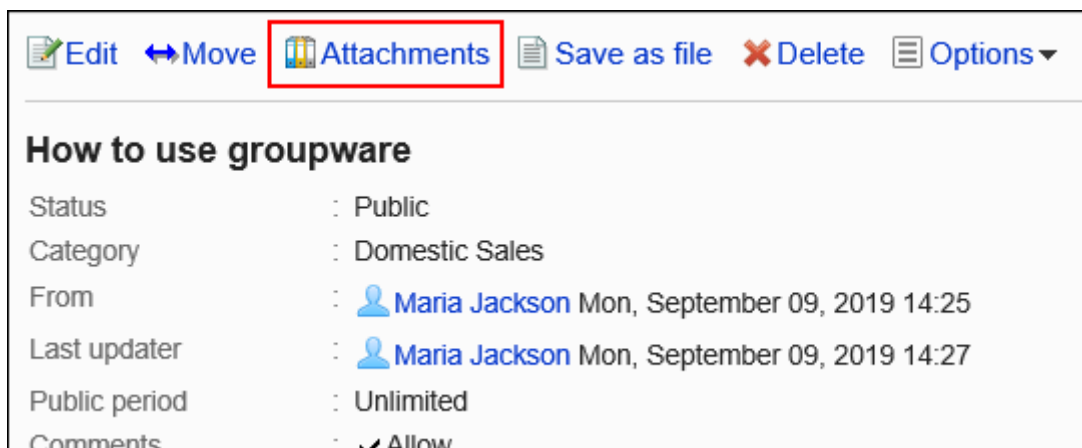 Edit Move Attachments Save as file Delete Options
How to use groupware
Status : Public
Category : Domestic Sales
From : Maria Jackson Mon, September 09, 2019 14:25
Last updater : Maria Jackson Mon, September 09, 2019 14:27
Public period : Unlimited
Comments : ✓ Allow